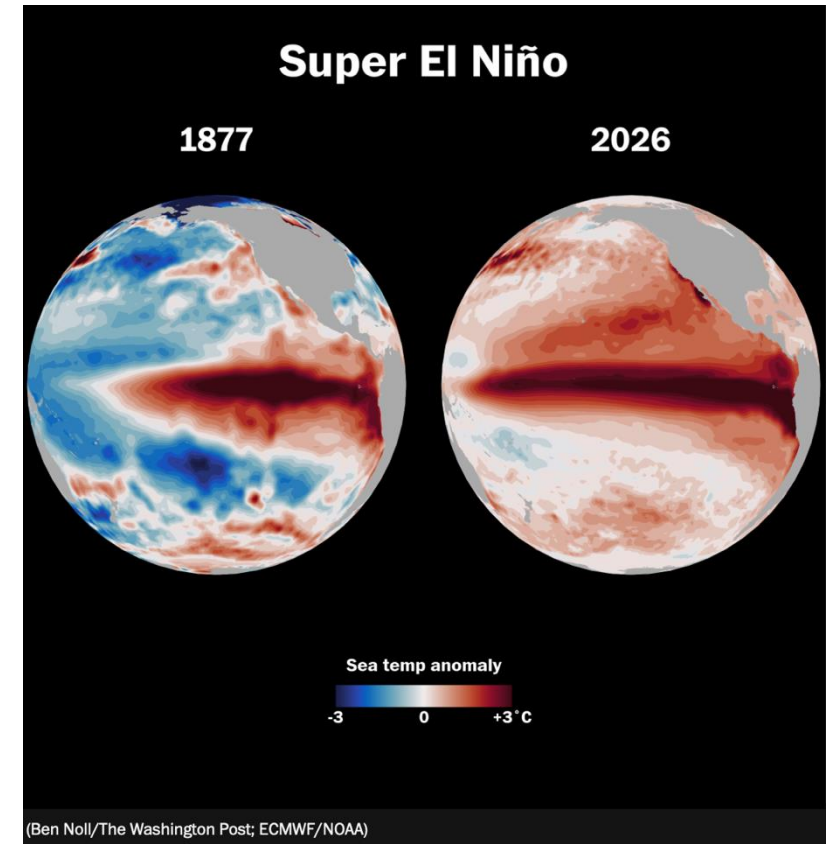 Super El Niño
1877 2026
Sea temp anomaly
-3 0 +3°C
(Ben Noll/The Washington Post; ECMWF/NOAA)